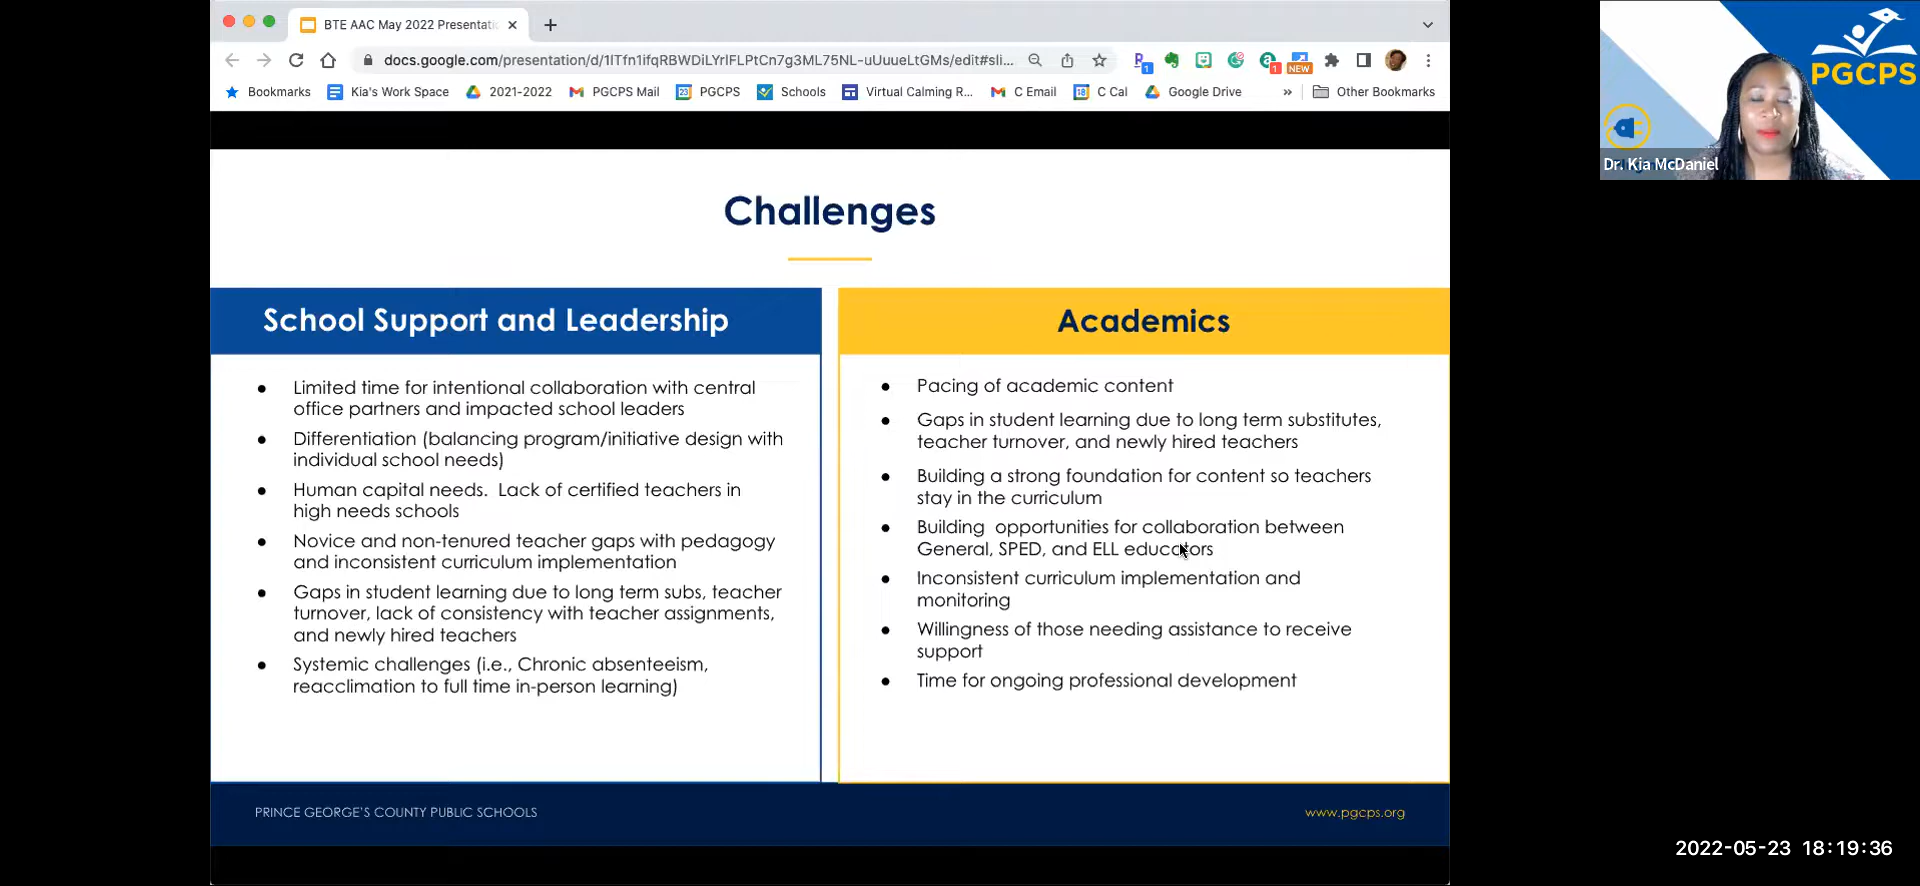 BTE AAC May 2022 Presentati
docs.google.com/presentation/d/1ITfn1ifqRBWDiLYrlFLPtCn7g3ML75NL-uUuueLtGMs/edit#sli...
1
1
NEW
Bookmarks
Kia's Work Space
2021-2022
PGCPS Mail
23
PGCPS
Schools
Virtual Calming R...
C Email
C Cal
Google Drive
»
Other Bookmarks
PGCPS
Dr. Kia McDaniel
Challenges
School Support and Leadership
● Limited time for intentional collaboration with central
office partners and impacted school leaders
● Differentiation (balancing program/initiative design with
individual school needs)
● Human capital needs. Lack of certified teachers in
high needs schools
● Novice and non-tenured teacher gaps with pedagogy
and inconsistent curriculum implementation
● Gaps in student learning due to long term subs, teacher
turnover, lack of consistency with teacher assignments,
and newly hired teachers
● Systemic challenges (i.e., Chronic absenteeism,
reacclimation to full time in-person learning)
Academics
● Pacing of academic content
● Gaps in student learning due to long term substitutes,
teacher turnover, and newly hired teachers
● Building a strong foundation for content so teachers
stay in the curriculum
● Building opportunities for collaboration between
General, SPED, and ELL educators
● Inconsistent curriculum implementation and
monitoring
● Willingness of those needing assistance to receive
support
● Time for ongoing professional development
PRINCE GEORGE'S COUNTY PUBLIC SCHOOLS
www.pgcps.org
2022-05-23 18:19:36